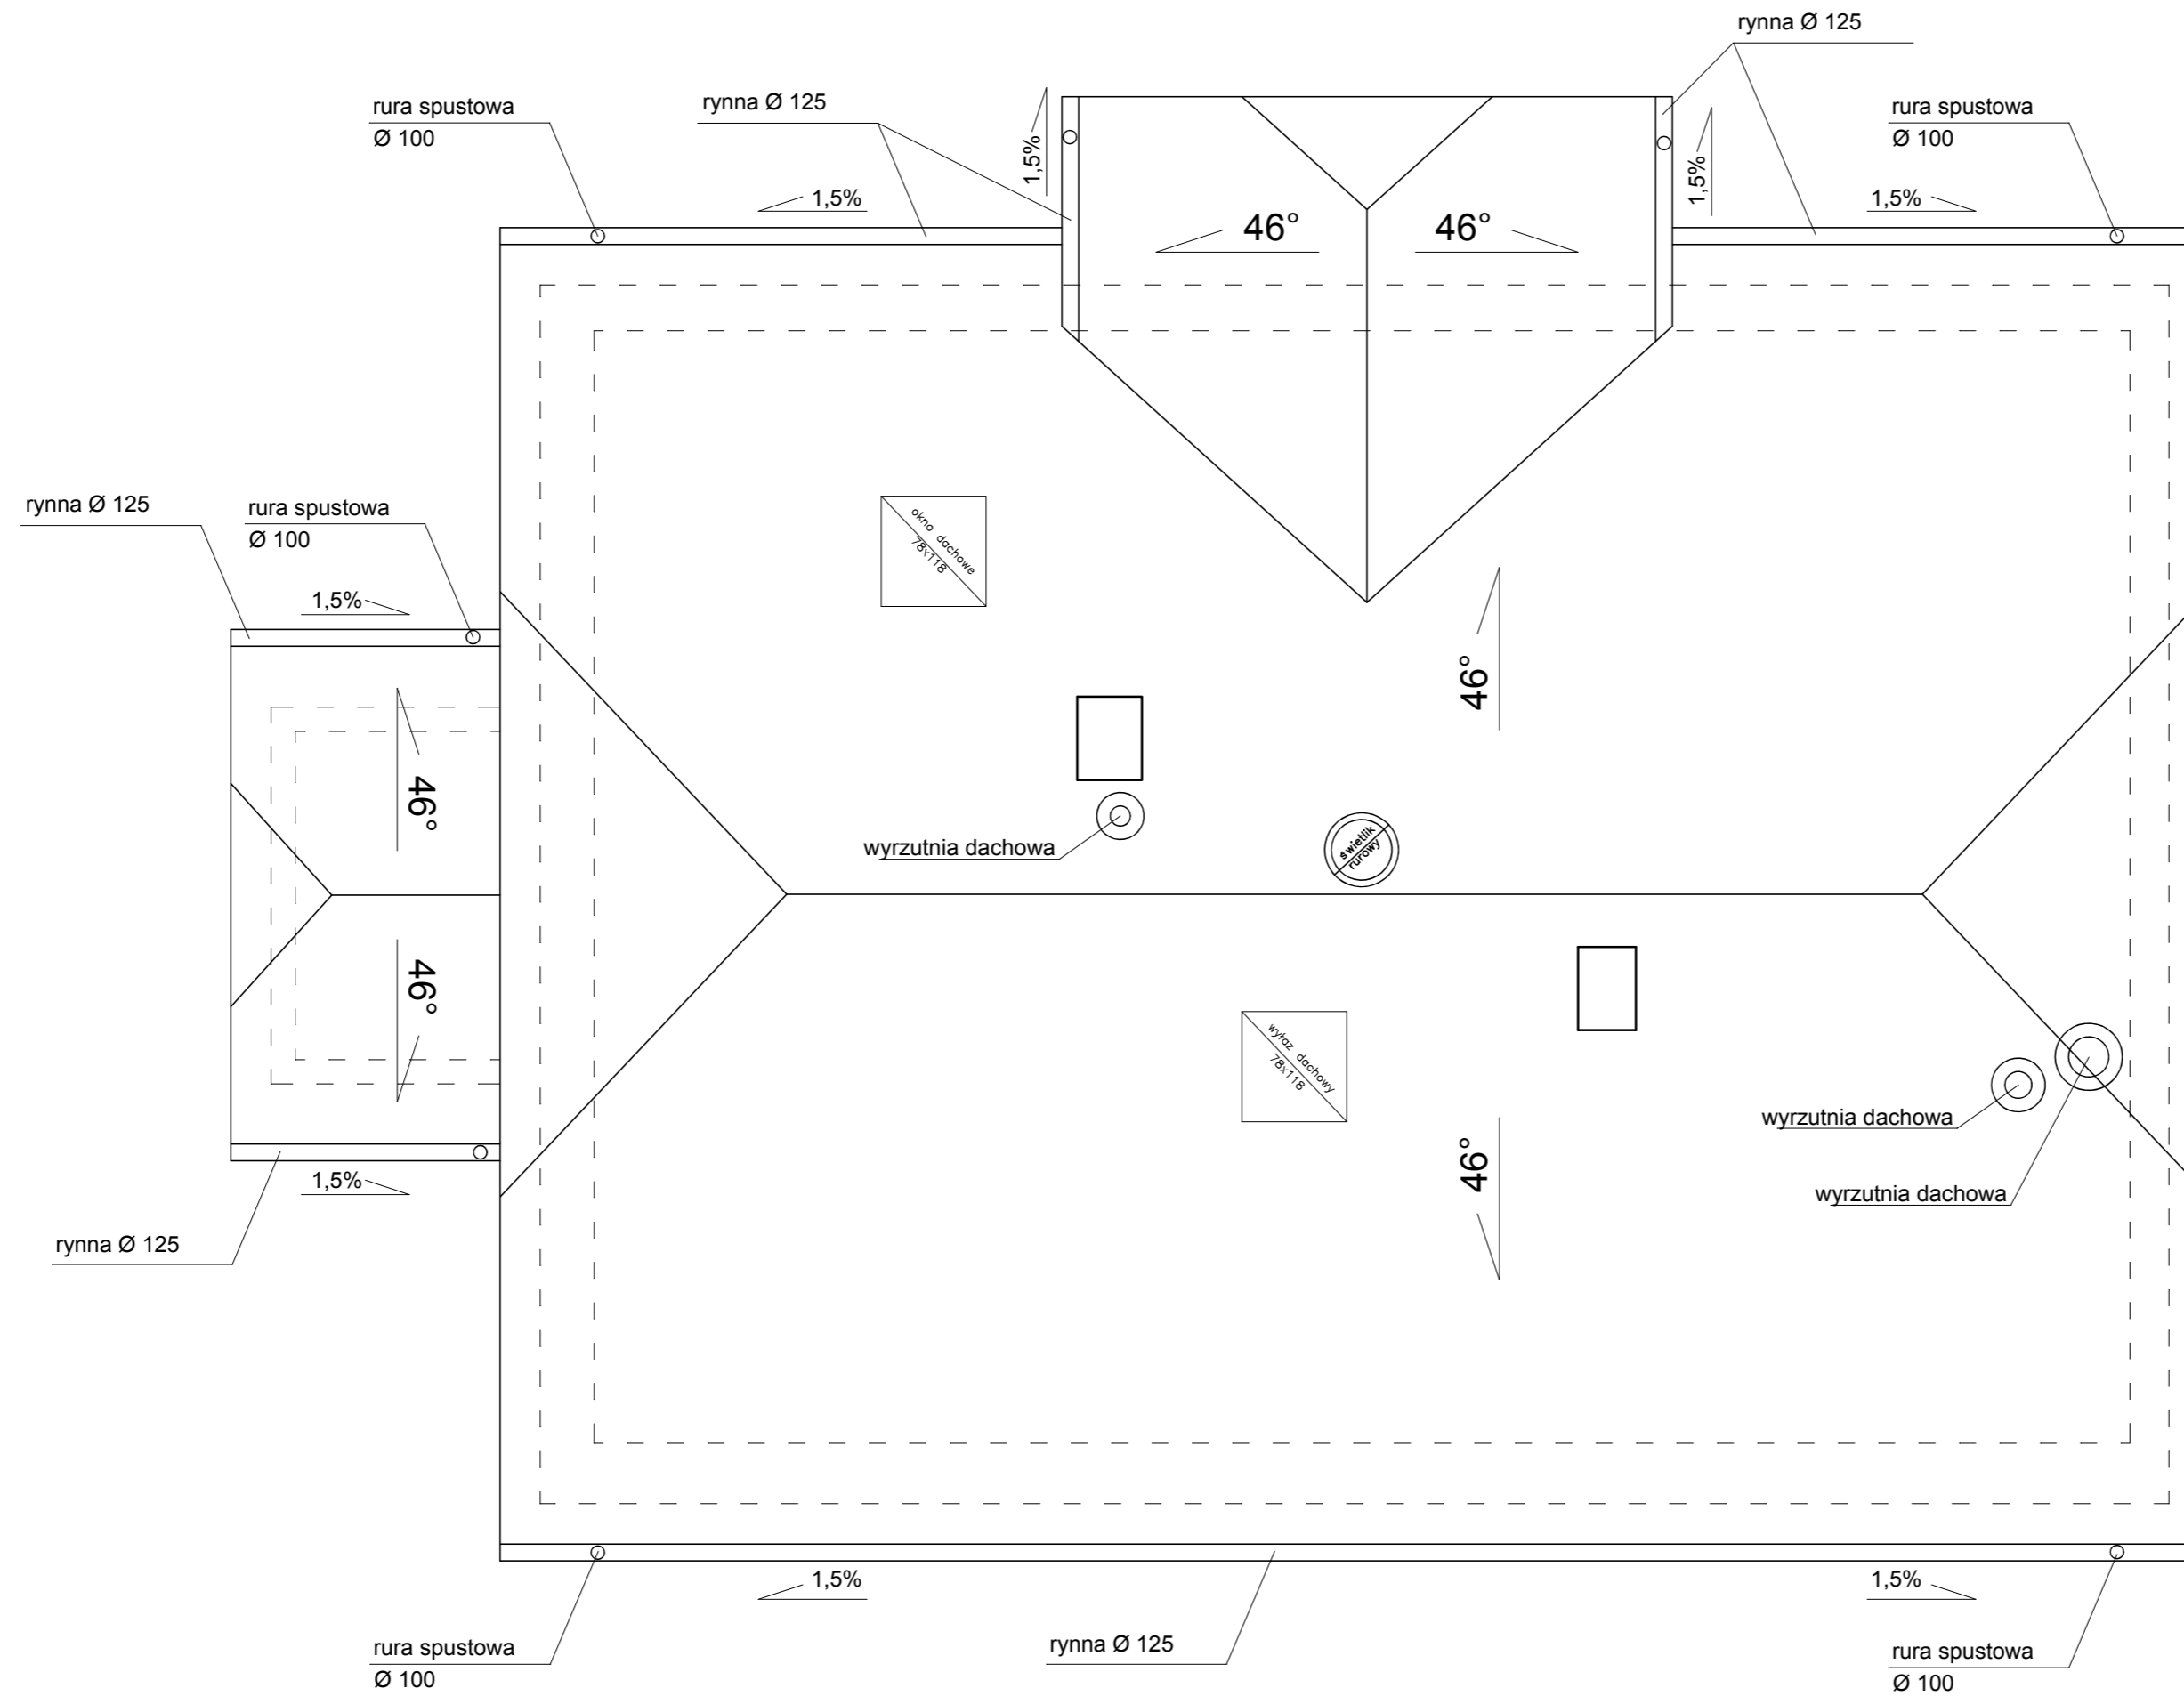 rynna Ø 125
rura spustowa
Ø 100
rynna Ø 125
rura spustowa
Ø 100
1,5%
1,5%
1,5%
1,5%
46°
46°
rynna Ø 125
rura spustowa
Ø 100
okno dachowe
78x118
1,5%
46°
46°
wyrzutnia dachowa
świetlik
rurowy
46°
wyłaz dachowy
78x118
wyrzutnia dachowa
46°
1,5%
wyrzutnia dachowa
rynna Ø 125
1,5%
1,5%
rura spustowa
Ø 100
rynna Ø 125
rura spustowa
Ø 100